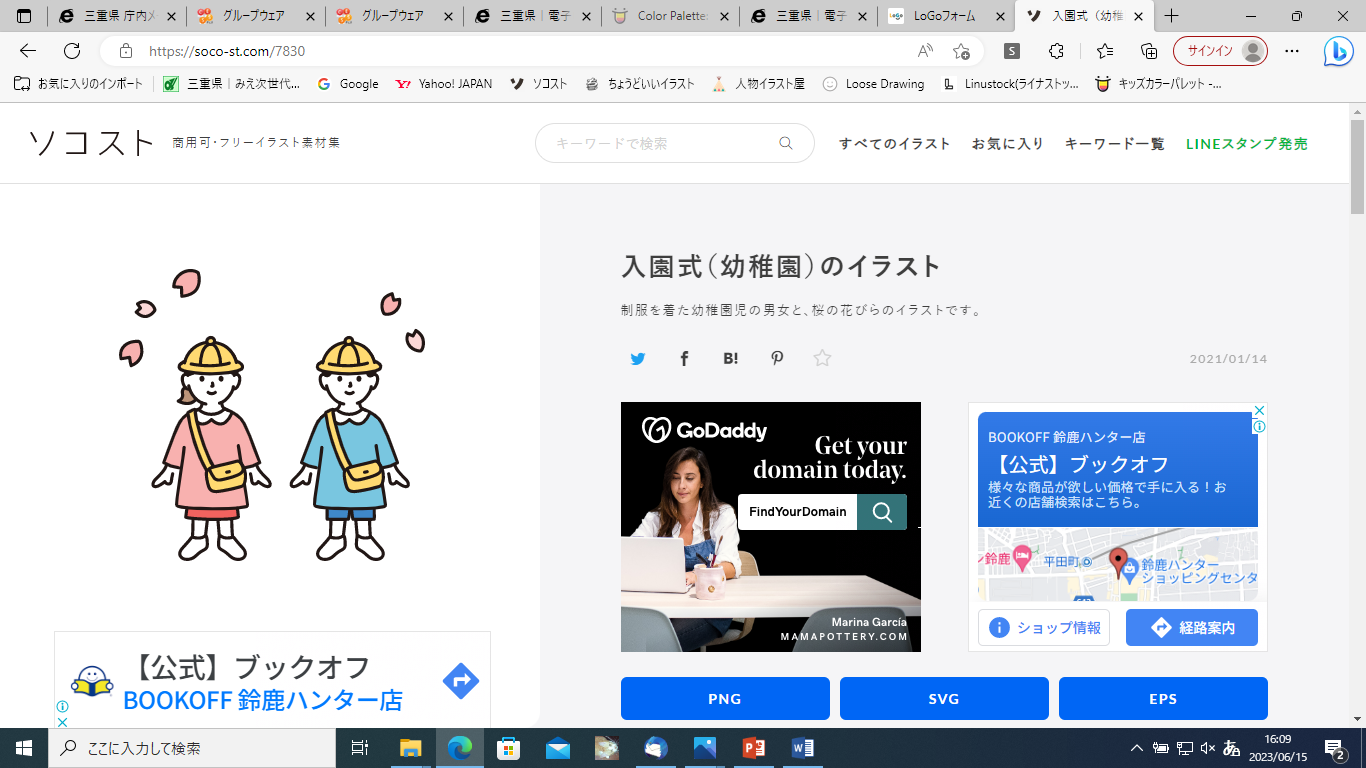 三重県 庁内メ
グループウェア
グループウェア
三重県｜電子
Color Palette:
三重県｜電子
LoGoフォーム
入園式（幼稚
https://soco-st.com/7830
サインイン
お気に入りのインポート
三重県｜みえ次世代...
Google
Yahoo! JAPAN
ソコスト
ちょうどいいイラスト
人物イラスト屋
Loose Drawing
Linustock(ライナストッ...
キッズカラーパレット -...
ソコスト
商用可・フリーイラスト素材集
キーワードで検索
すべてのイラスト
お気に入り
キーワード一覧
LINEスタンプ発売
入園式（幼稚園）のイラスト
制服を着た幼稚園児の男女と、桜の花びらのイラストです。
B!
2021/01/14
GoDaddy
Get your
domain today.
FindYourDomain
Marina García
MAMAPOTTERY.COM
BOOKOFF 鈴鹿ハンター店
【公式】ブックオフ
様々な商品が欲しい価格で手に入る！お
近くの店舗検索はこちら。
ン鈴鹿
平田町
鈴鹿ハンター
ショッピングセンタ
ショップ情報
経路案内
【公式】ブックオフ
BOOKOFF 鈴鹿ハンター店
PNG
SVG
EPS
ここに入力して検索
あ
16:09
2023/06/15
2